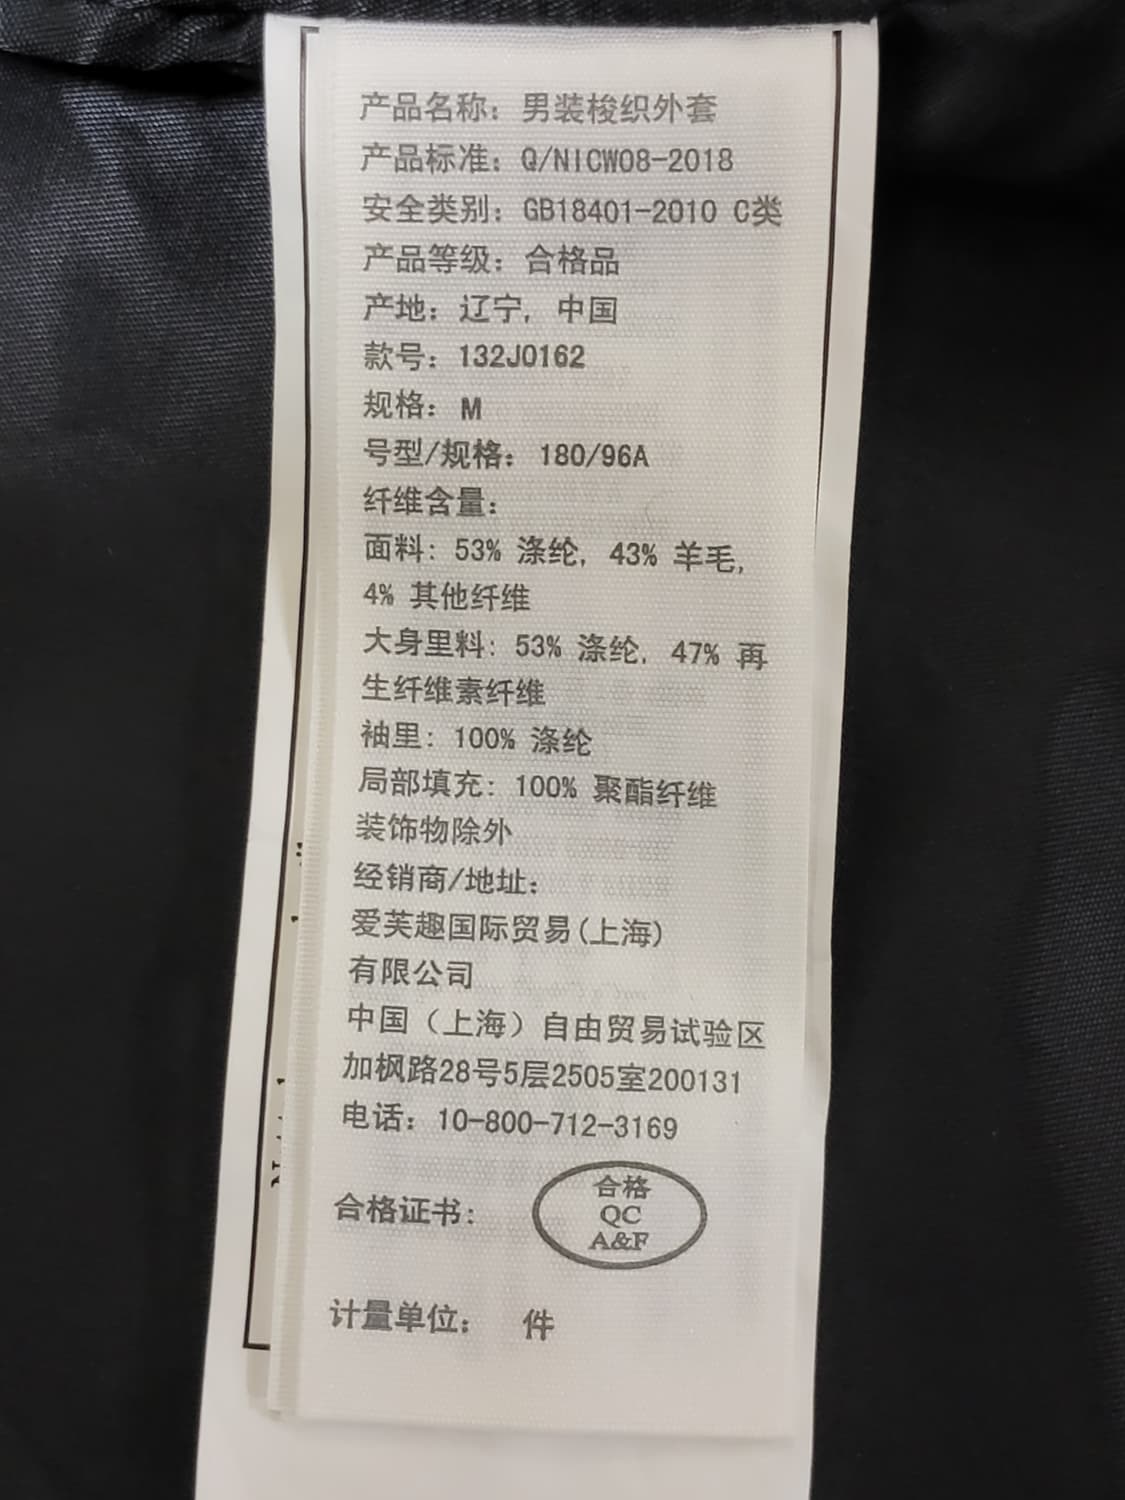 产品名称：男装梭织外套
产品标准：Q/NICW08-2018
安全类别：GB18401-2010 C类
产品等级：合格品
产地：辽宁，中国
款号：132J0162
规格：M
号型/规格：180/96A
纤维含量：
面料：53% 涤纶，43% 羊毛，
4% 其他纤维
大身里料：53% 涤纶，47% 再
生纤维素纤维
袖里：100% 涤纶
局部填充：100% 聚酯纤维
装饰物除外
经销商/地址：
爱芙趣国际贸易(上海)
有限公司
中国（上海）自由贸易试验区
加枫路28号5层2505室200131
电话：10-800-712-3169
合格证书：
合格
QC
A&F
计量单位： 件